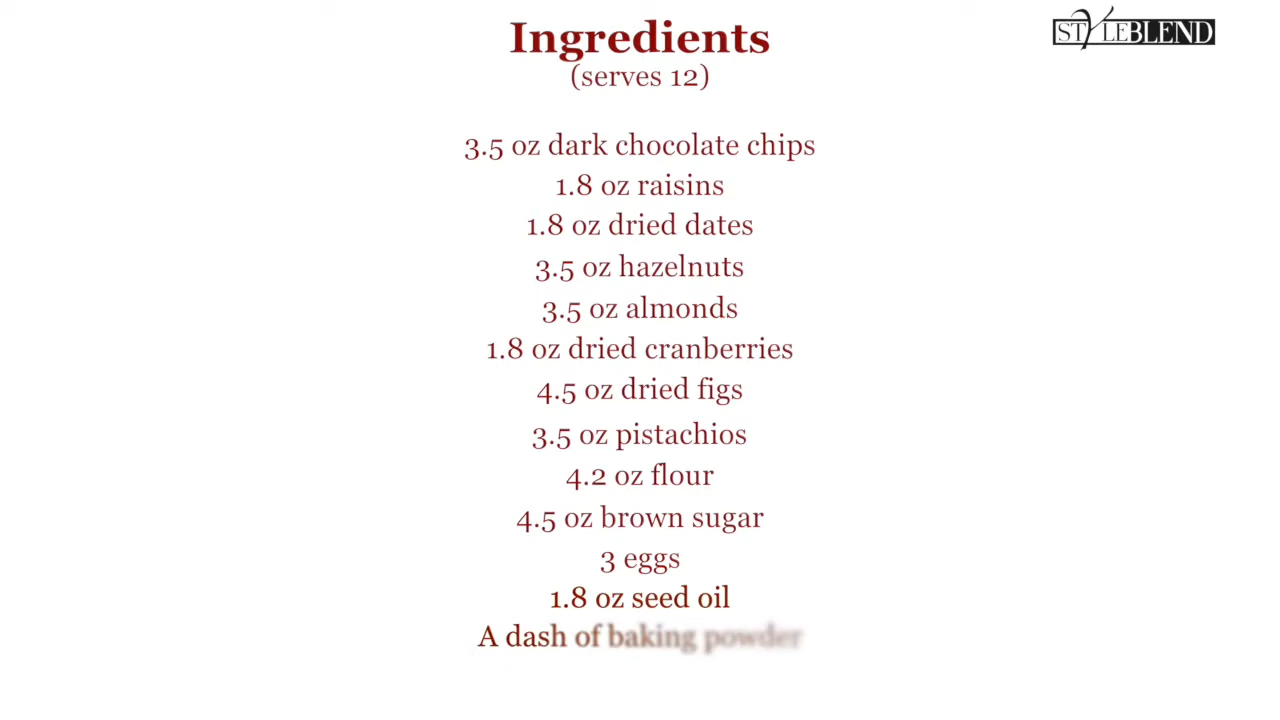 Ingredients
STYLEBLEND
(serves 12)
3.5 oz dark chocolate chips
1.8 oz raisins
1.8 oz dried dates
3.5 oz hazelnuts
3.5 oz almonds
1.8 oz dried cranberries
4.5 oz dried figs
3.5 oz pistachios
4.2 oz flour
4.5 oz brown sugar
3 eggs
1.8 oz seed oil
A dash of baking powder